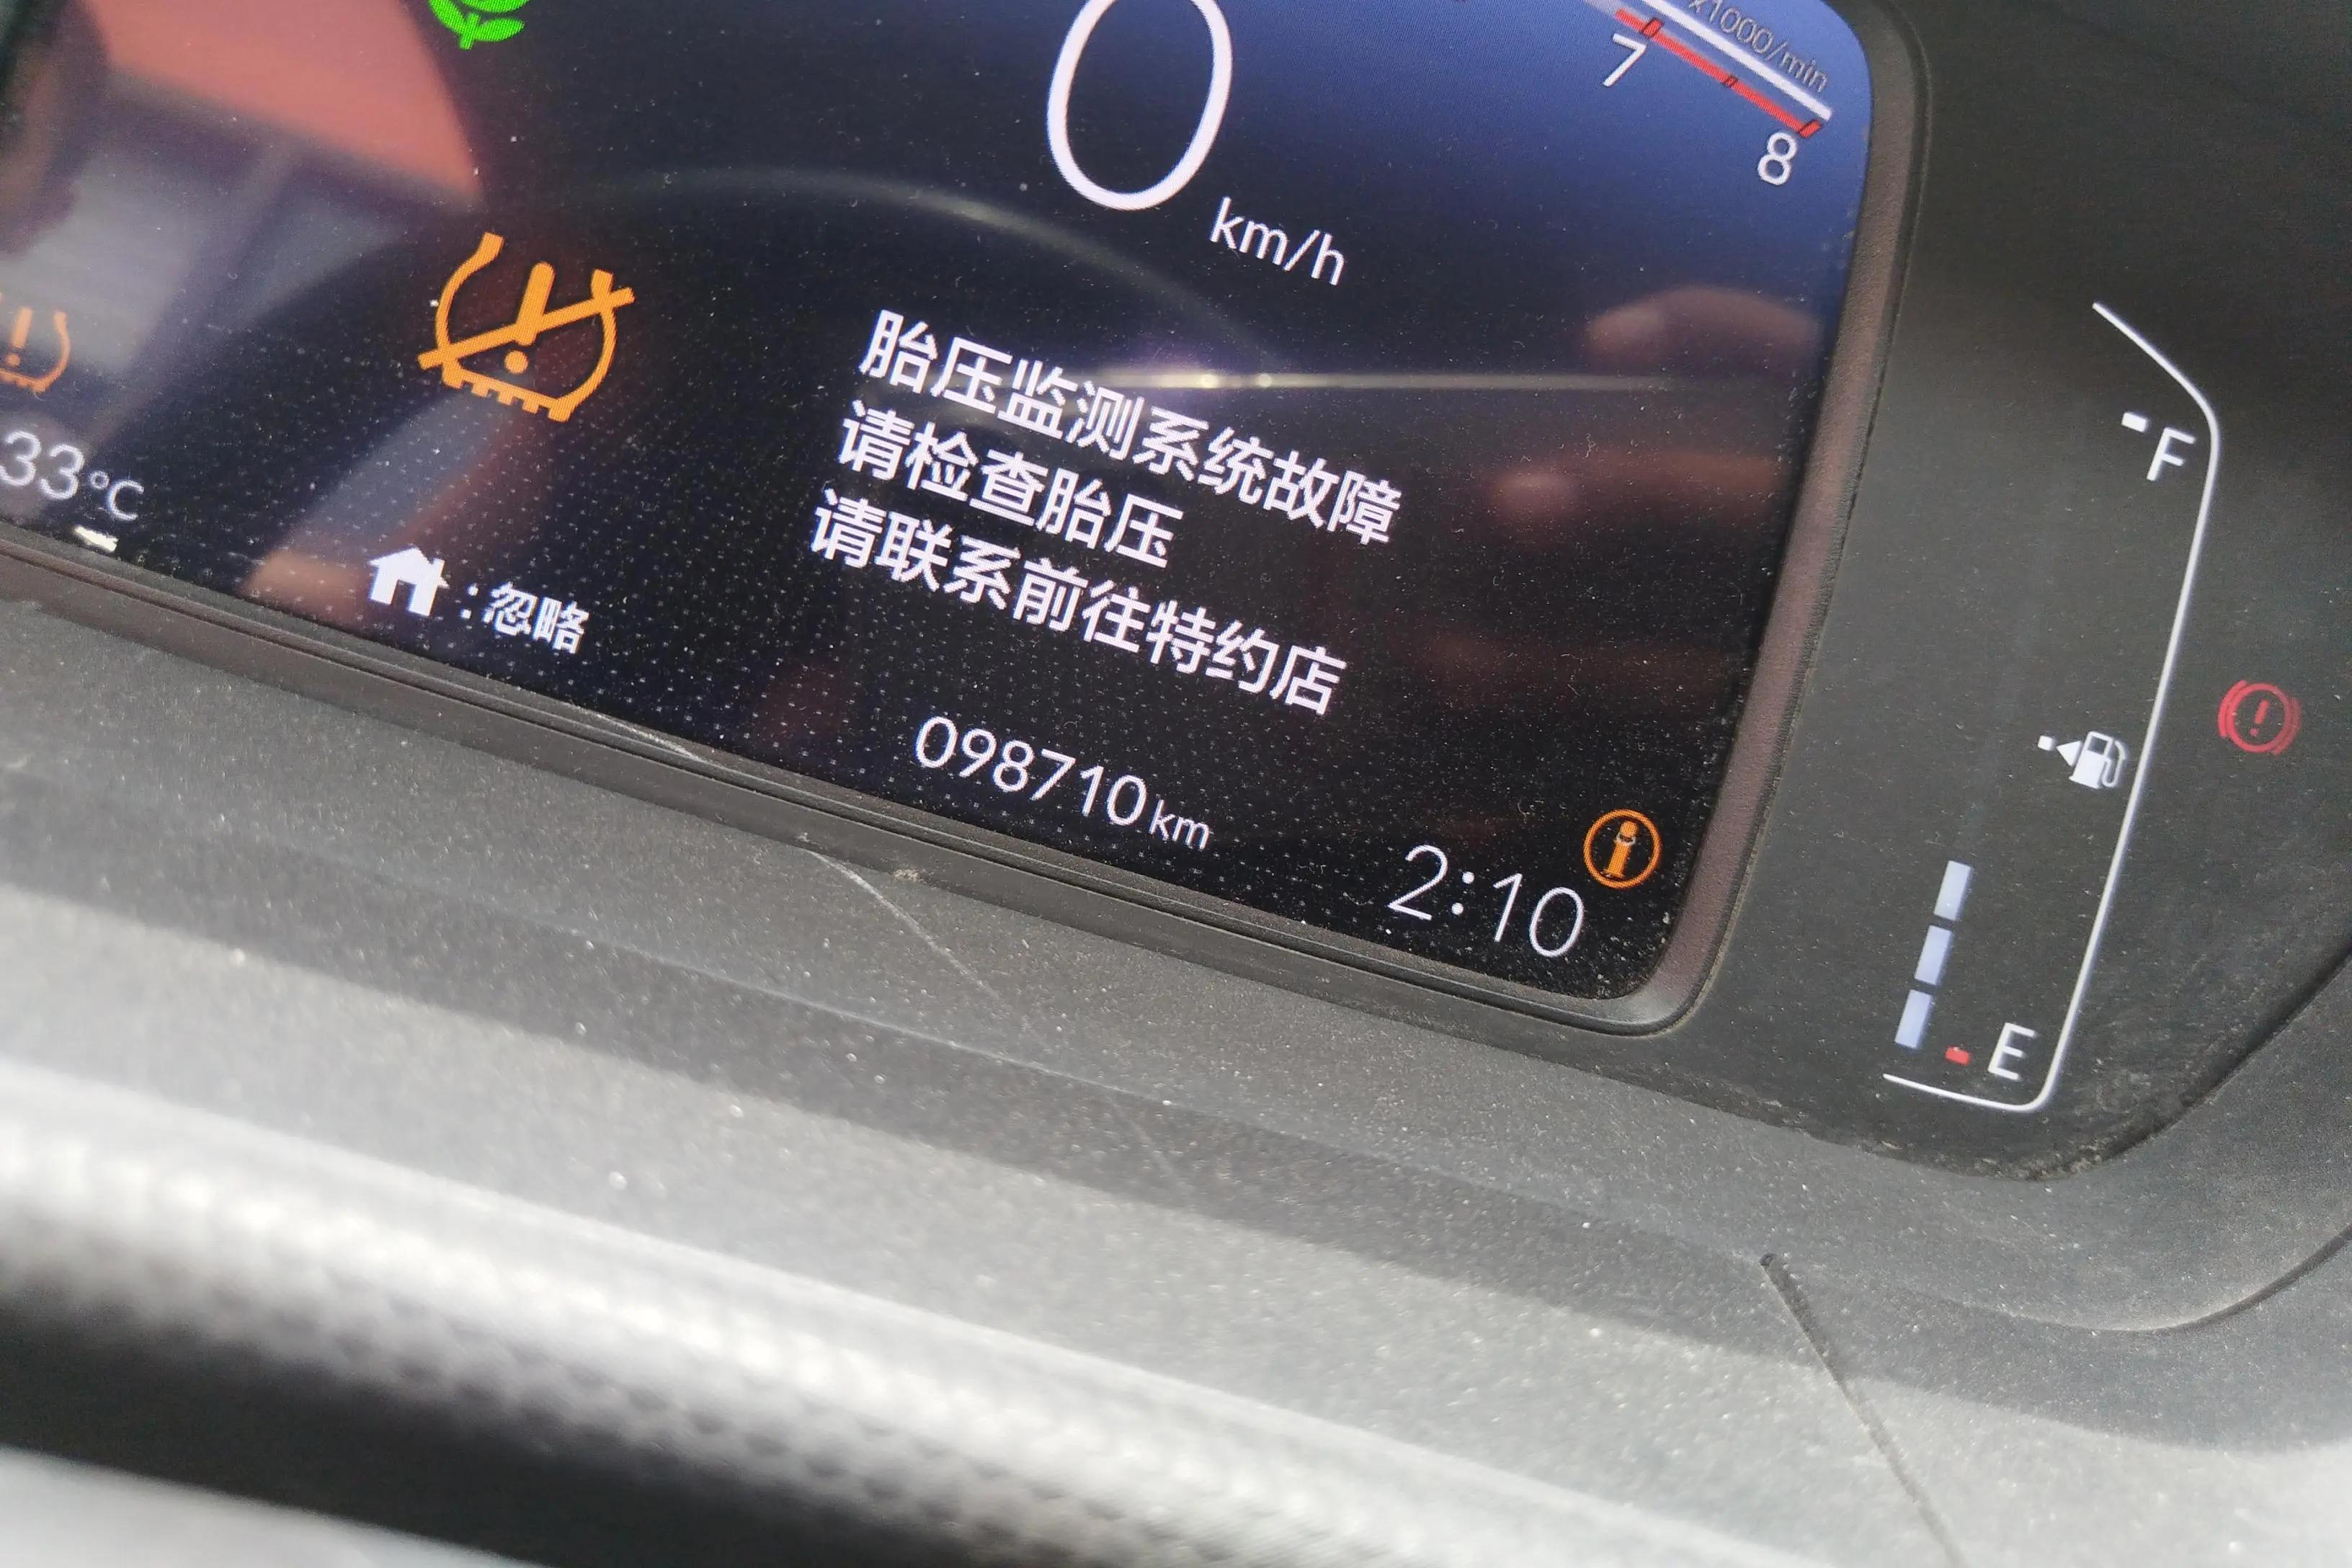 x1000/min
7
8
0
km/h
胎压监测系统故障
请检查胎压
请联系前往特约店
33°C
:忽略
098710km
2:10
F
E